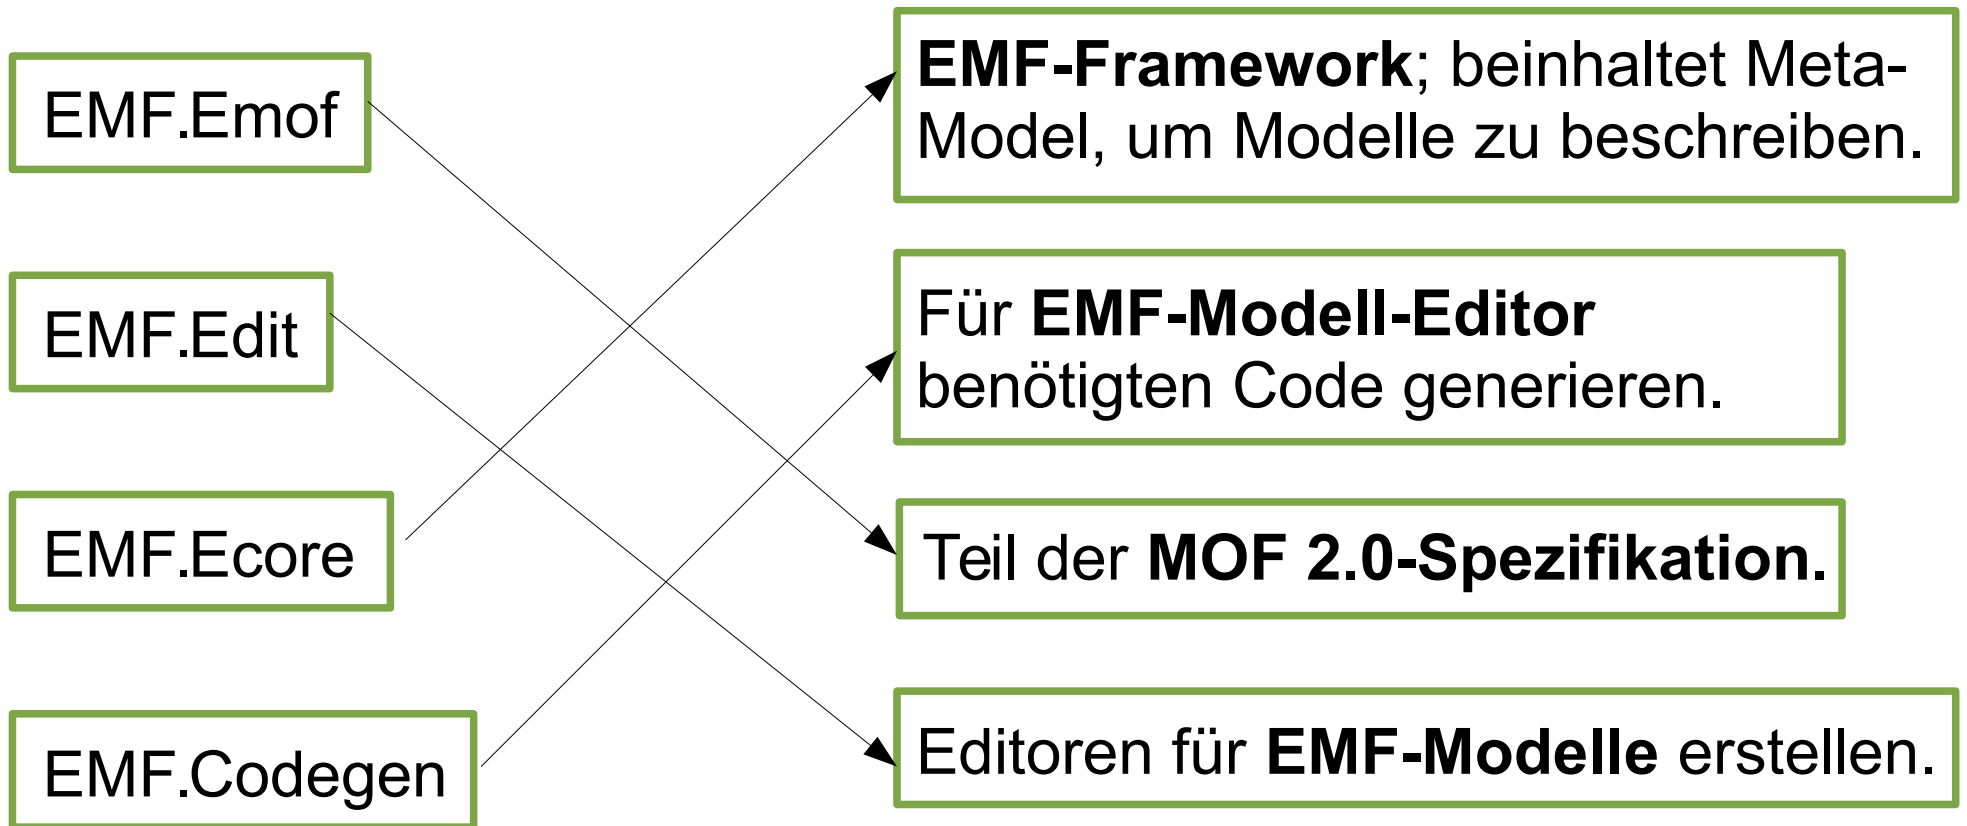 EMF.Emof
EMF.Edit
EMF.Ecore
EMF.Codegen
EMF-Framework; beinhaltet Meta-
Model, um Modelle zu beschreiben.
Für EMF-Modell-Editor
benötigten Code generieren.
Teil der MOF 2.0-Spezifikation.
Editoren für EMF-Modelle erstellen.